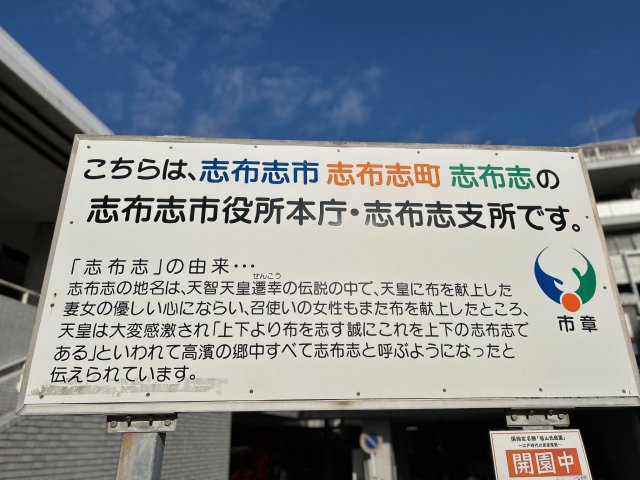 こちらは、志布志市 志布志町 志布志の
志布志市役所本庁・志布志支所です。
「志布志」の由来・・・
せんこう
志布志の地名は、天智天皇遷幸の伝説の中で、天皇に布を献上した
妻女の優しい心にならい、召使いの女性もまた布を献上したところ、
天皇は大変感激され「上下より布を志す誠にこれを上下の志布志で
ある」といわれて高濱の郷中すべて志布志と呼ぶようになったと
伝えられています。
市章
開園中